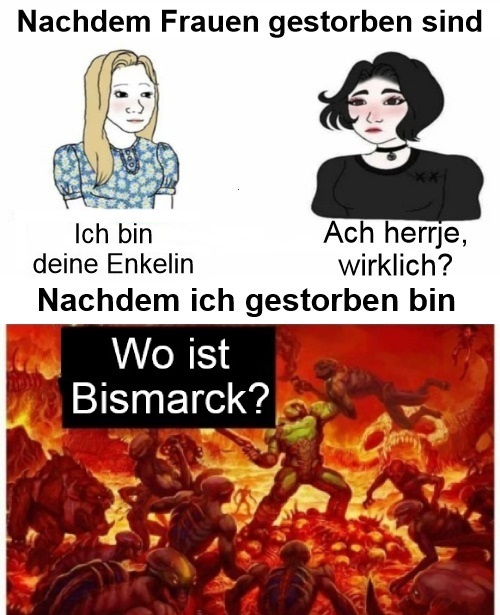 Nachdem Frauen gestorben sind
Ich bin
deine Enkelin
Ach herrje,
wirklich?
Nachdem ich gestorben bin
Wo ist
Bismarck?